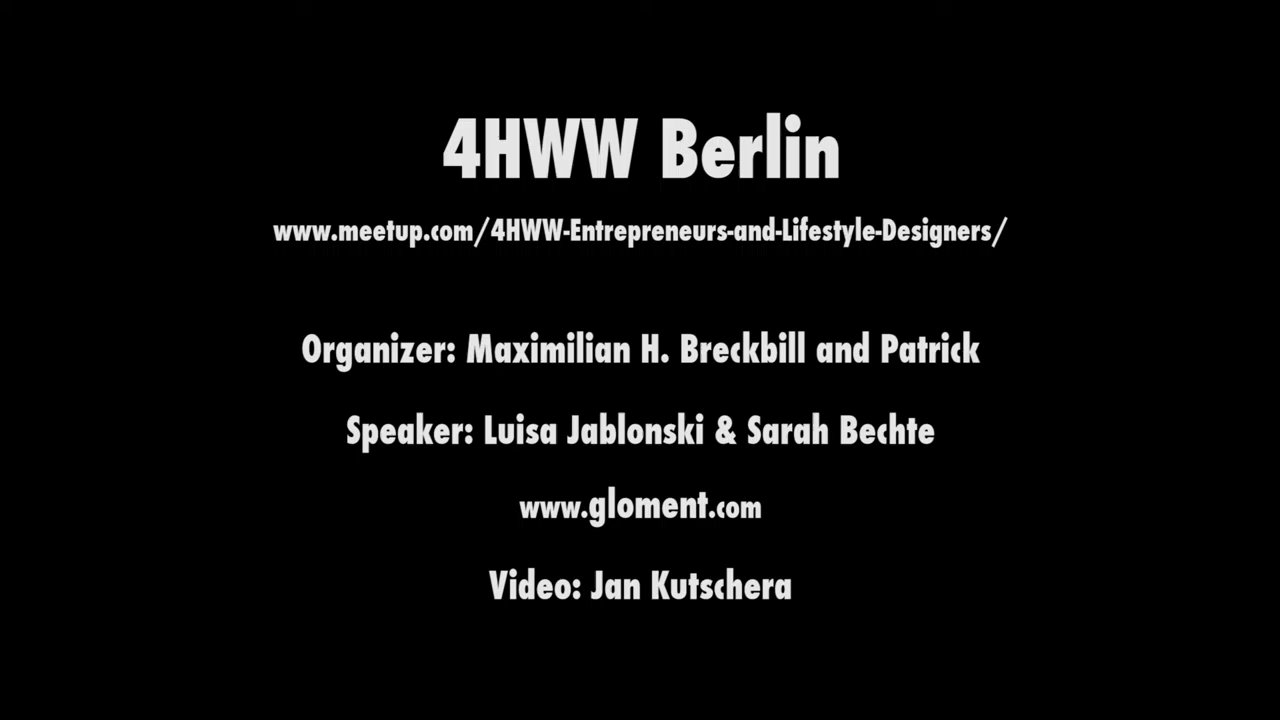 4HWW Berlin
www.meetup.com/4HWW-Entrepreneurs-and-Lifestyle-Designers/
Organizer: Maximilian H. Breckbill and Patrick
Speaker: Luisa Jablonski & Sarah Bechte
www.gloment.com
Video: Jan Kutschera